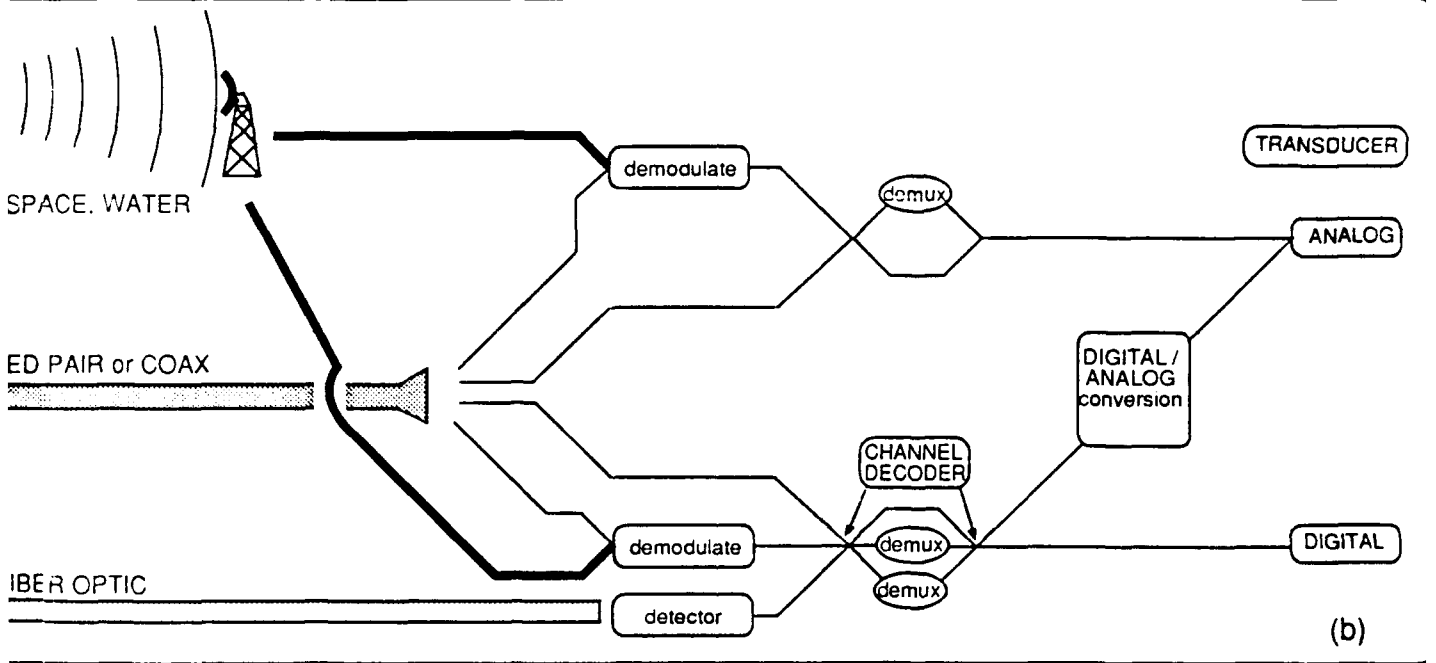 SPACE. WATER
demodulate
demux
TRANSDUCER
ANALOG
ED PAIR or COAX
DIGITAL /
ANALOG
conversion
CHANNEL
DECODER
demodulate
demux
DIGITAL
demux
IBER OPTIC
detector
(b)